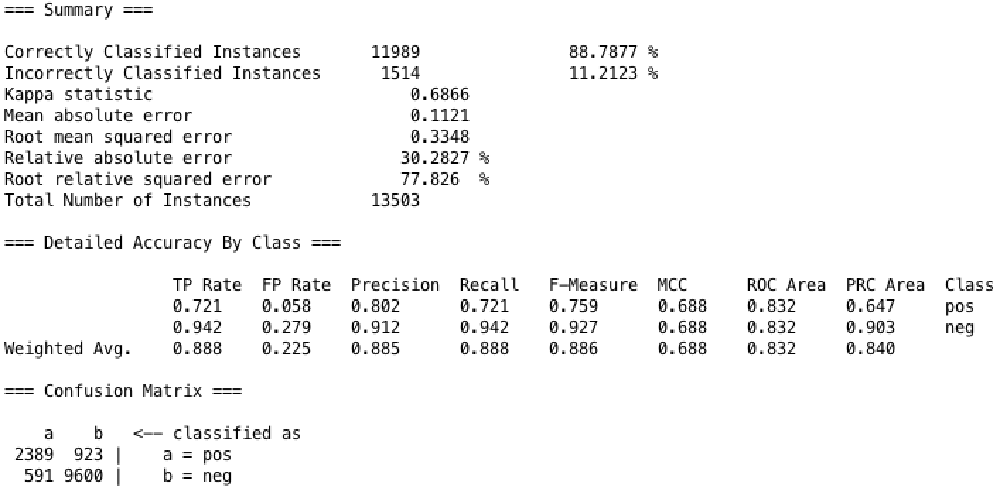 === Summary ===
Correctly Classified Instances 11989 88.7877 %
Incorrectly Classified Instances 1514 11.2123 %
Kappa statistic 0.6866
Mean absolute error 0.1121
Root mean squared error 0.3348
Relative absolute error 30.2827 %
Root relative squared error 77.826 %
Total Number of Instances 13503
=== Detailed Accuracy By Class ===
TP Rate FP Rate Precision Recall F-Measure MCC ROC Area PRC Area Class
0.721 0.058 0.802 0.721 0.759 0.688 0.832 0.647 pos
0.942 0.279 0.912 0.942 0.927 0.688 0.832 0.903 neg
Weighted Avg. 0.888 0.225 0.885 0.888 0.886 0.688 0.832 0.840
=== Confusion Matrix ===
a b <-- classified as
2389 923 | a = pos
591 9600 | b = neg